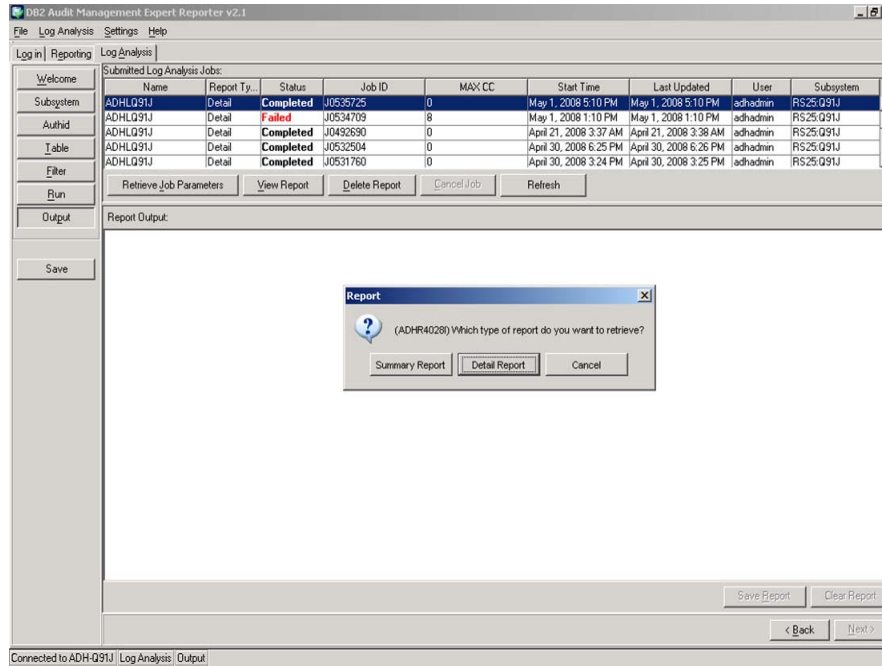 DB2 Audit Management Expert Reporter v2.1
File Log Analysis Settings Help
Log in Reporting Log Analysis
Welcome
Subsystem
Authid
Table
Filter
Run
Output
Save
Submitted Log Analysis Jobs:
Name Report Ty... Status Job ID MAX CC Start Time Last Updated User Subsystem
ADHLQ91J Detail Completed J0535725 0 May 1, 2008 5:10 PM May 1, 2008 5:10 PM adhadmin RS25:Q91J
ADHLQ91J Detail Failed J0534709 8 May 1, 2008 1:10 PM May 1, 2008 1:10 PM adhadmin RS25:Q91J
ADHLQ91J Detail Completed J0492690 0 April 21, 2008 3:37 AM April 21, 2008 3:38 AM adhadmin RS25:Q91J
ADHLQ91J Detail Completed J0532504 0 April 30, 2008 6:25 PM April 30, 2008 6:26 PM adhadmin RS25:Q91J
ADHLQ91J Detail Completed J0531760 0 April 30, 2008 3:24 PM April 30, 2008 3:25 PM adhadmin RS25:Q91J
Retrieve Job Parameters View Report Delete Report Cancel Job Refresh
Report Output:
Report
(ADHR4028I) Which type of report do you want to retrieve?
Summary Report Detail Report Cancel
Save Report Clear Report
< Back Next >
Connected to ADH-Q91J Log Analysis Output